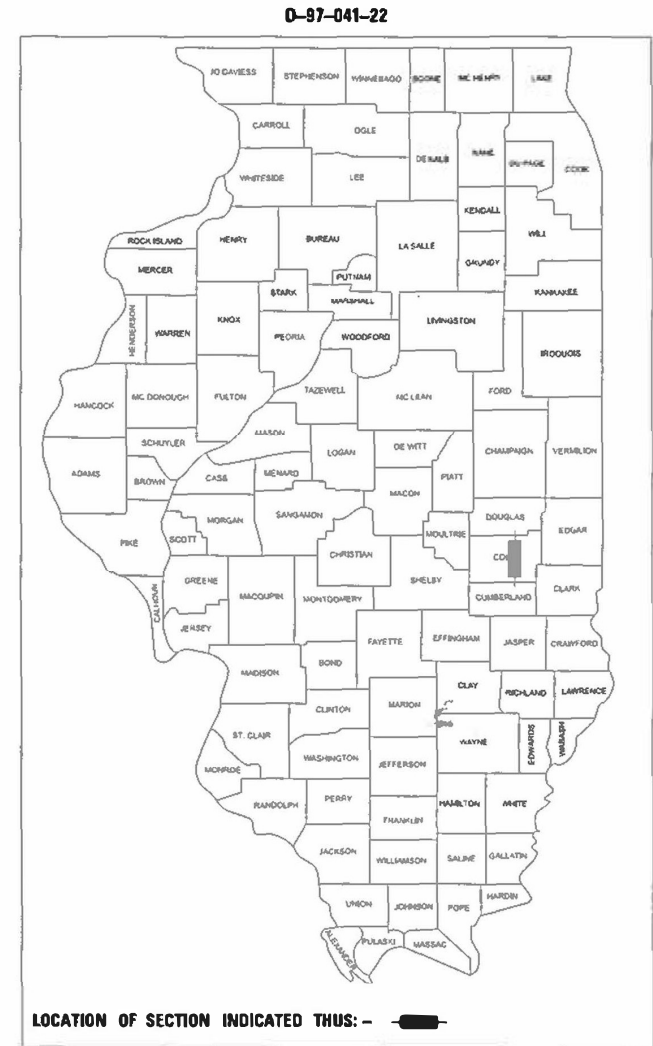 D-97-041-22
JO DAVIESS STEPHENSON WINNEBAGO BOONE MC HENRY LAKE
CARROLL OGLE
DE KALB KANE DU PAGE COOK
WHITESIDE LEE
KENDALL
ROCK ISLAND HENRY BUREAU LA SALLE WILL
GRUNDY
MERCER PUTNAM
STARK MARSHALL KANKAKEE
HENDERSON WARREN KNOX PEORIA WOODFORD LIVINGSTON
IROQUOIS
HANCOCK MC DONOUGH FULTON TAZEWELL MC LEAN FORD
MASON
SCHUYLER LOGAN DE WITT CHAMPAIGN VERMILION
ADAMS BROWN CASS MENARD PIATT
MACON
MORGAN SANGAMON DOUGLAS
PIKE SCOTT CHRISTIAN MOULTRIE EDGAR
CO
GREENE MACOUPIN MONTGOMERY SHELBY CUMBERLAND CLARK
CALHOUN
JERSEY FAYETTE EFFINGHAM JASPER CRAWFORD
MADISON BOND
CLAY RICHLAND LAWRENCE
CLINTON MARION
ST. CLAIR WAYNE EDWARDS WABASH
WASHINGTON JEFFERSON
MONROE
RANDOLPH PERRY HAMILTON WHITE
FRANKLIN
JACKSON WILLIAMSON SALINE GALLATIN
UNION JOHNSON POPE HARDIN
ALEXANDER PULASKI MASSAC
LOCATION OF SECTION INDICATED THUS: -